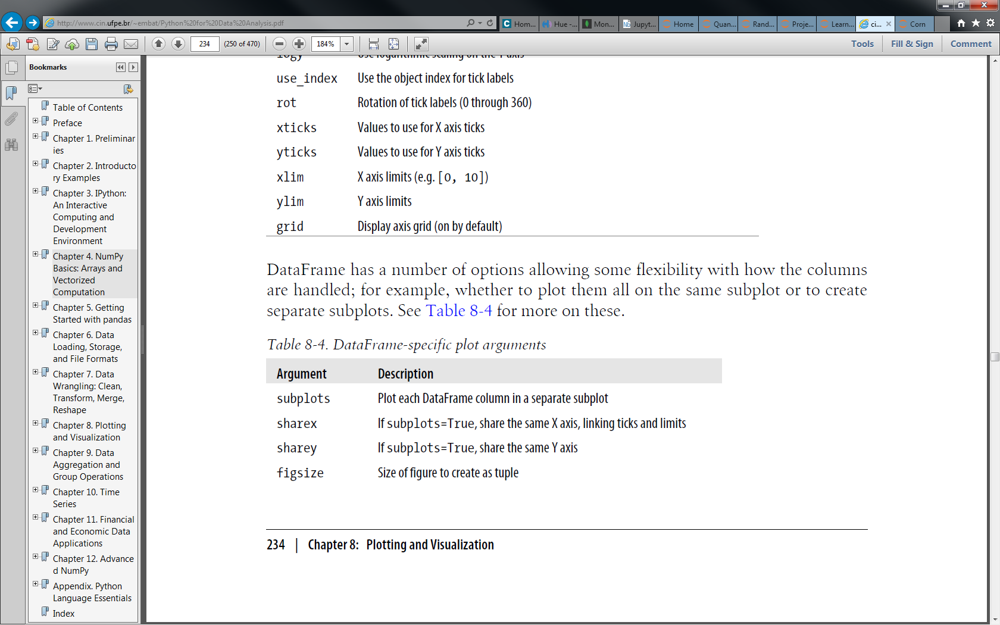 http://www.cin.ufpe.br/~embat/Python%20for%20Data%20Analysis.pdf
Hom...
Hue -...
Mon...
Jupyt...
Home
Quan...
Rand...
Proje...
Learn...
ci...
Corn
234
(250 of 470)
184%
Tools
Fill & Sign
Comment
Bookmarks
Table of Contents
Preface
Chapter 1. Preliminar
ies
Chapter 2. Introducto
ry Examples
Chapter 3. IPython:
An Interactive
Computing and
Development
Environment
Chapter 4. NumPy
Basics: Arrays and
Vectorized
Computation
Chapter 5. Getting
Started with pandas
Chapter 6. Data
Loading, Storage,
and File Formats
Chapter 7. Data
Wrangling: Clean,
Transform, Merge,
Reshape
Chapter 8. Plotting
and Visualization
Chapter 9. Data
Aggregation and
Group Operations
Chapter 10. Time
Series
Chapter 11. Financial
and Economic Data
Applications
Chapter 12. Advance
d NumPy
Appendix. Python
Language Essentials
Index
logy Use logarithmic scaling on the Y axis
use_index Use the object index for tick labels
rot Rotation of tick labels (0 through 360)
xticks Values to use for X axis ticks
yticks Values to use for Y axis ticks
xlim X axis limits (e.g. [0, 10])
ylim Y axis limits
grid Display axis grid (on by default)
DataFrame has a number of options allowing some flexibility with how the columns
are handled; for example, whether to plot them all on the same subplot or to create
separate subplots. See Table 8-4 for more on these.
Table 8-4. DataFrame-specific plot arguments
Argument Description
subplots Plot each DataFrame column in a separate subplot
sharex If subplots=True, share the same X axis, linking ticks and limits
sharey If subplots=True, share the same Y axis
figsize Size of figure to create as tuple
234 | Chapter 8: Plotting and Visualization